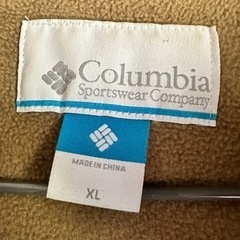 Columbia
Sportswear Company
MADE IN CHINA
XL